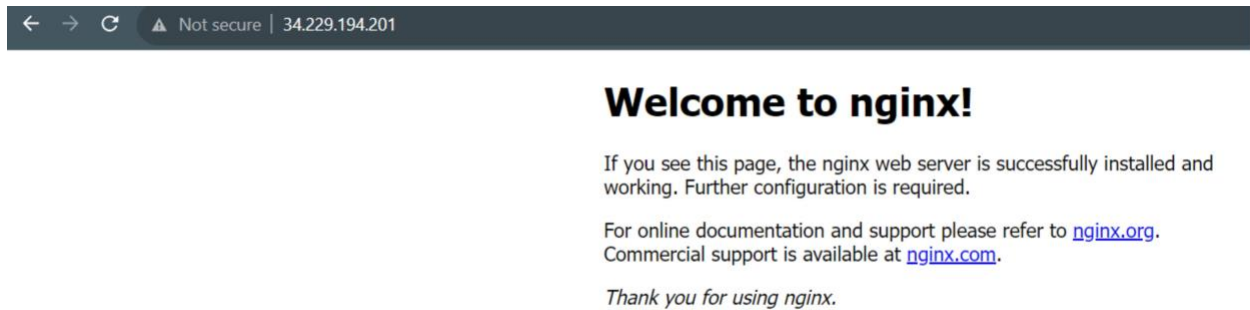 Not secure | 34.229.194.201
Welcome to nginx!
If you see this page, the nginx web server is successfully installed and
working. Further configuration is required.
For online documentation and support please refer to nginx.org.
Commercial support is available at nginx.com.
Thank you for using nginx.